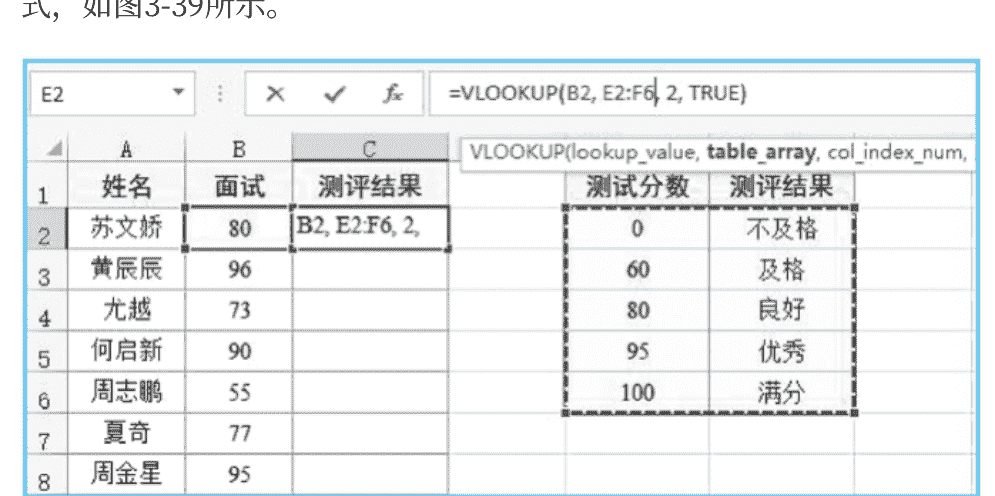 式，如图3-39所示。
E2 =VLOOKUP(B2, E2:F6, 2, TRUE)
VLOOKUP(lookup_value, table_array, col_index_num,
A B C
1 姓名 面试 测评结果 测试分数 测评结果
2 苏文娇 80 B2, E2:F6, 2, 0 不及格
3 黄辰辰 96 60 及格
4 尤越 73 80 良好
5 何启新 90 95 优秀
6 周志鹏 55 100 满分
7 夏奇 77
8 周金星 95